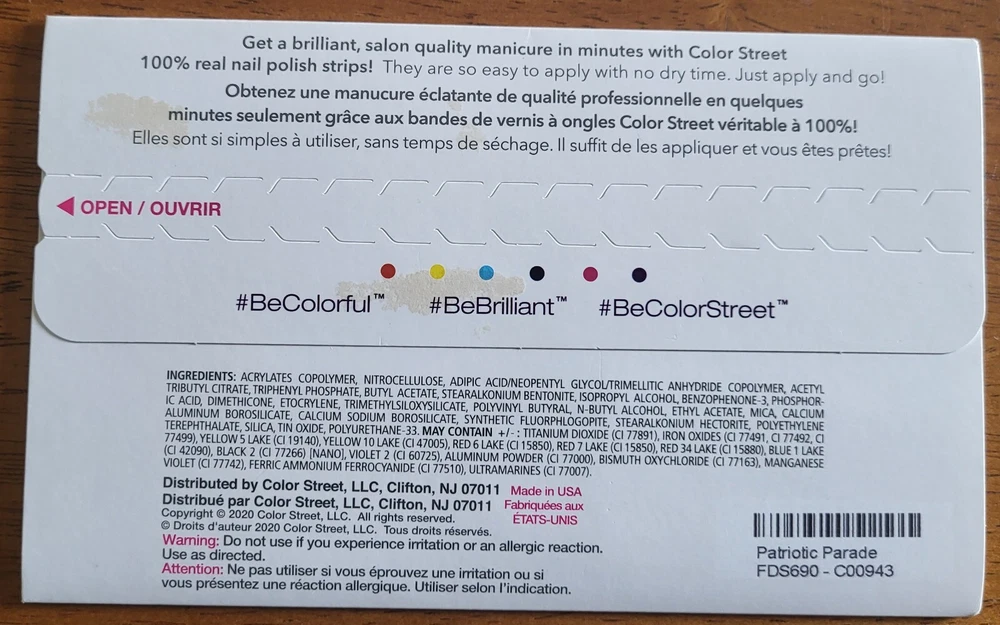 Get a brilliant, salon quality manicure in minutes with Color Street
100% real nail polish strips! They are so easy to apply with no dry time. Just apply and go!
Obtenez une manucure éclatante de qualité professionnelle en quelques
minutes seulement grâce aux bandes de vernis à ongles Color Street véritable à 100%!
Elles sont si simples à utiliser, sans temps de séchage. Il suffit de les appliquer et vous êtes prêtes!
OPEN / OUVRIR
#BeColorful™ #BeBrilliant™ #BeColorStreet™
INGREDIENTS: ACRYLATES COPOLYMER, NITROCELLULOSE, ADIPIC ACID/NEOPENTYL GLYCOL/TRIMELLITIC ANHYDRIDE COPOLYMER, ACETYL
TRIBUTYL CITRATE, TRIPHENYL PHOSPHATE, BUTYL ACETATE, STEARALKONIUM BENTONITE, ISOPROPYL ALCOHOL, BENZOPHENONE-3, PHOSPHOR-
IC ACID, DIMETHICONE, ETOCRYLENE, TRIMETHYLSILOXYSILICATE, POLYVINYL BUTYRAL, N-BUTYL ALCOHOL, ETHYL ACETATE, MICA, CALCIUM
ALUMINUM BOROSILICATE, CALCIUM SODIUM BOROSILICATE, SYNTHETIC FLUORPHLOGOPITE, STEARALKONIUM HECTORITE, POLYETHYLENE
TEREPHTHALATE, SILICA, TIN OXIDE, POLYURETHANE-33. MAY CONTAIN +/- : TITANIUM DIOXIDE (CI 77891), IRON OXIDES (CI 77491, CI 77492, CI
77499), YELLOW 5 LAKE (CI 19140), YELLOW 10 LAKE (CI 47005), RED 6 LAKE (CI 15850), RED 7 LAKE (CI 15850), RED 34 LAKE (CI 15880), BLUE 1 LAKE
(CI 42090), BLACK 2 (CI 77266) [NANO], VIOLET 2 (CI 60725), ALUMINUM POWDER (CI 77000), BISMUTH OXYCHLORIDE (CI 77163), MANGANESE
VIOLET (CI 77742), FERRIC AMMONIUM FERROCYANIDE (CI 77510), ULTRAMARINES (CI 77007).
Distributed by Color Street, LLC, Clifton, NJ 07011 Made in USA
Distribué par Color Street, LLC, Clifton, NJ 07011 Fabriquées aux
ÉTATS-UNIS
Copyright © 2020 Color Street, LLC. All rights reserved.
© Droits d'auteur 2020 Color Street, LLC. Tous droits réservés.
Warning: Do not use if you experience irritation or an allergic reaction.
Use as directed.
Attention: Ne pas utiliser si vous éprouvez une irritation ou si
vous présentez une réaction allergique. Utiliser selon l'indication.
Patriotic Parade
FDS690 - C00943